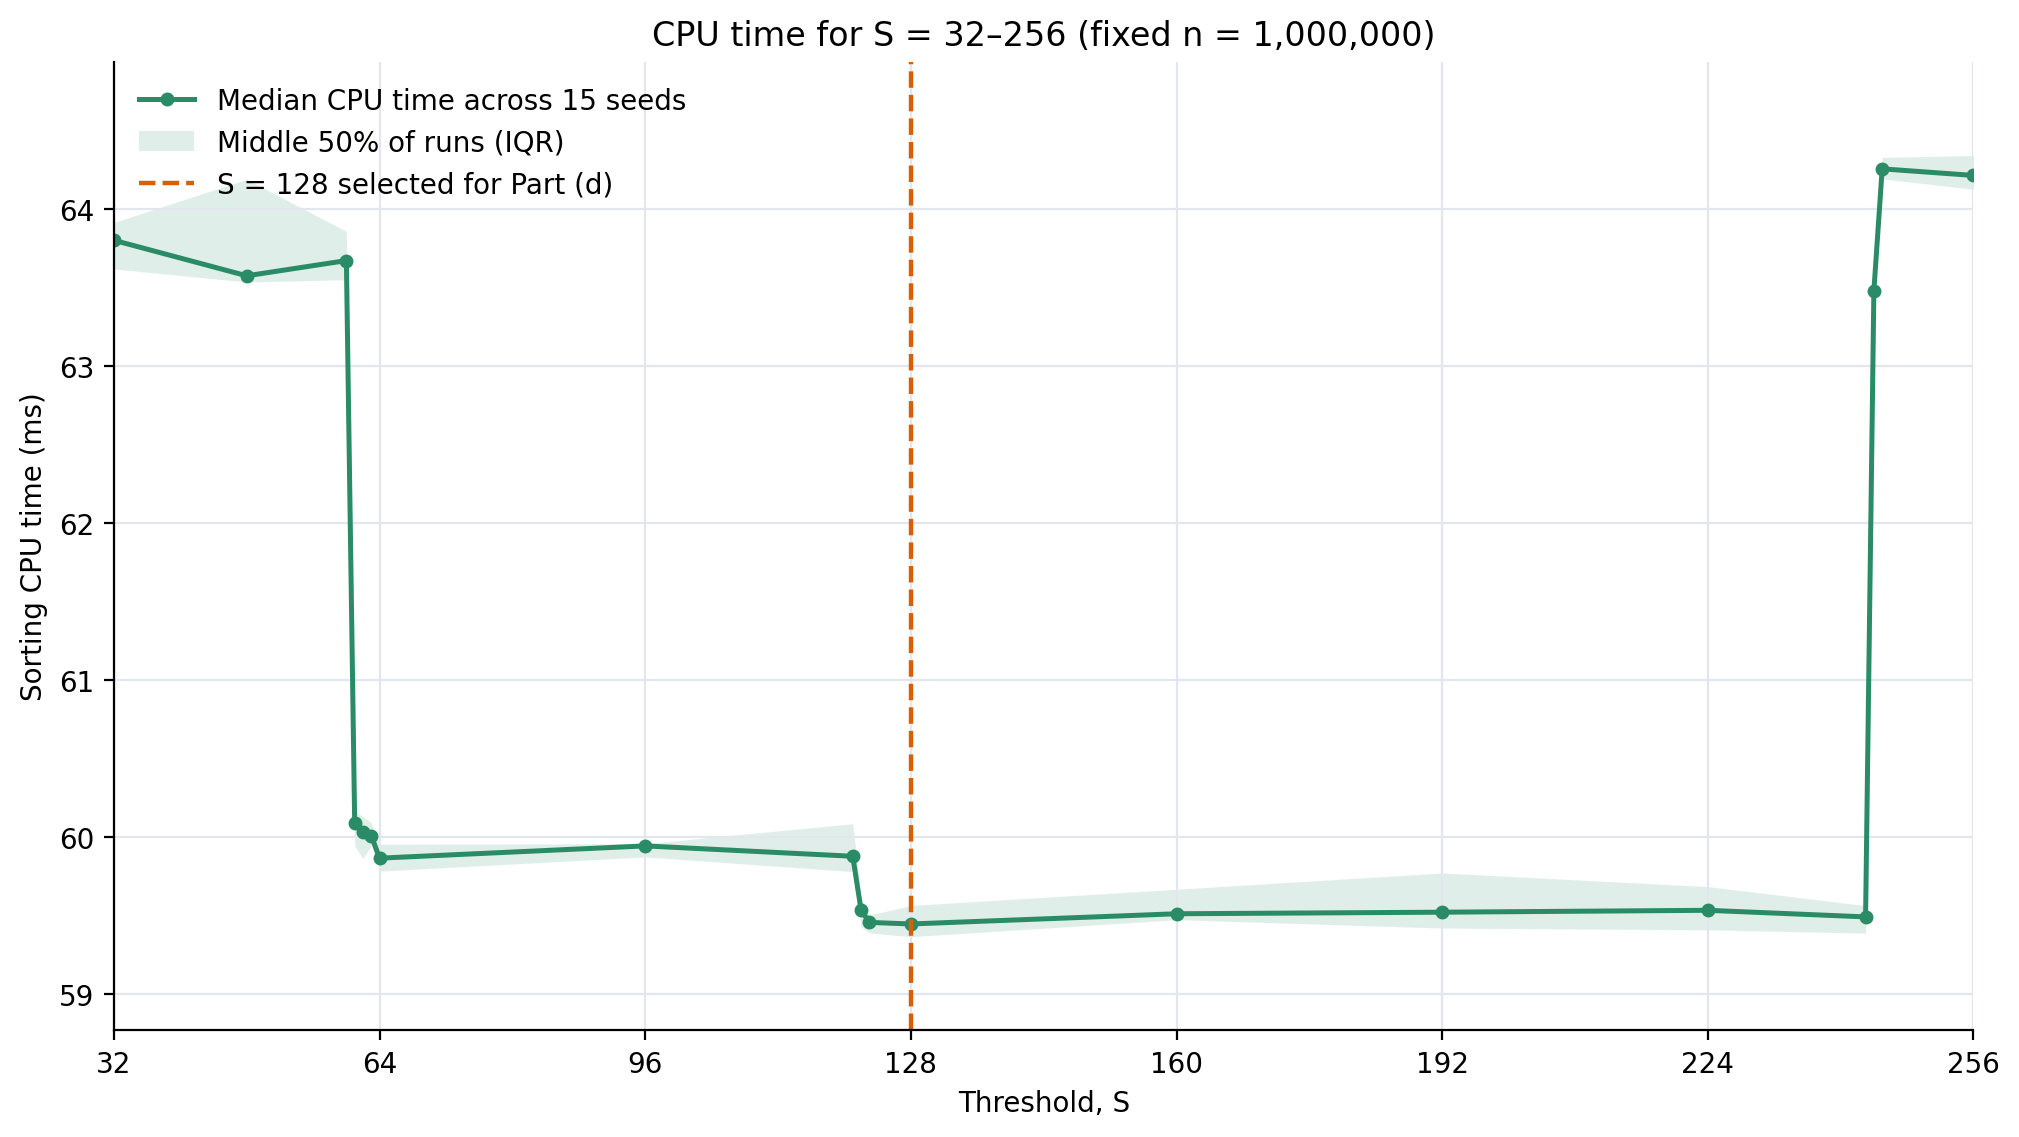 CPU time for S = 32–256 (fixed n = 1,000,000)
Median CPU time across 15 seeds
Middle 50% of runs (IQR)
S = 128 selected for Part (d)
Sorting CPU time (ms)
64
63
62
61
60
59
32 64 96 128 160 192 224 256
Threshold, S